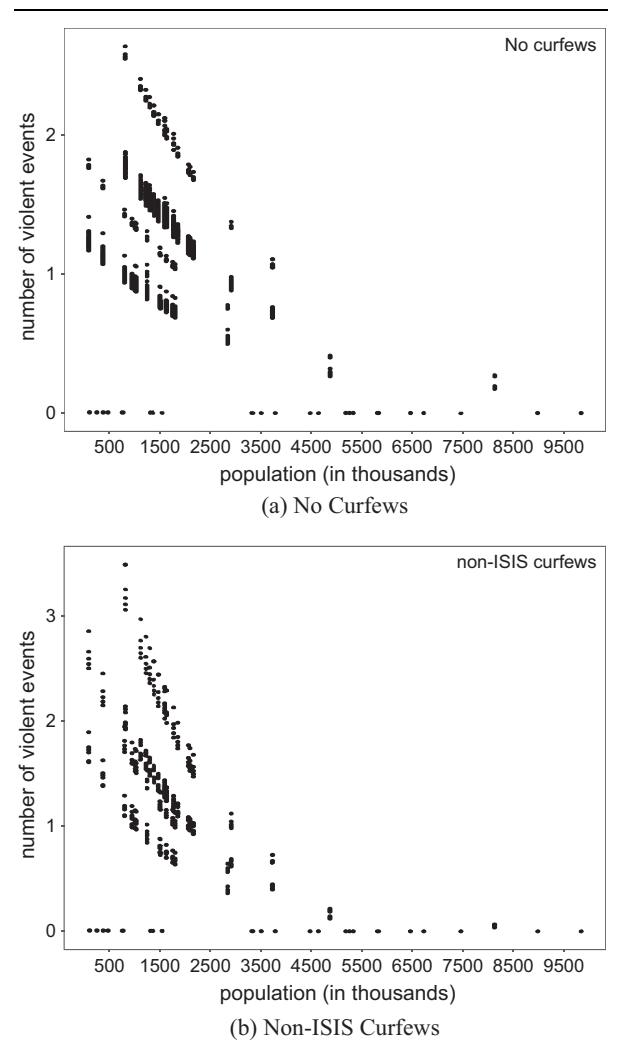 No curfews
number of violent events
2
1
0
500 1500 2500 3500 4500 5500 6500 7500 8500 9500
population (in thousands)
(a) No Curfews
non-ISIS curfews
number of violent events
3
2
1
0
500 1500 2500 3500 4500 5500 6500 7500 8500 9500
population (in thousands)
(b) Non-ISIS Curfews